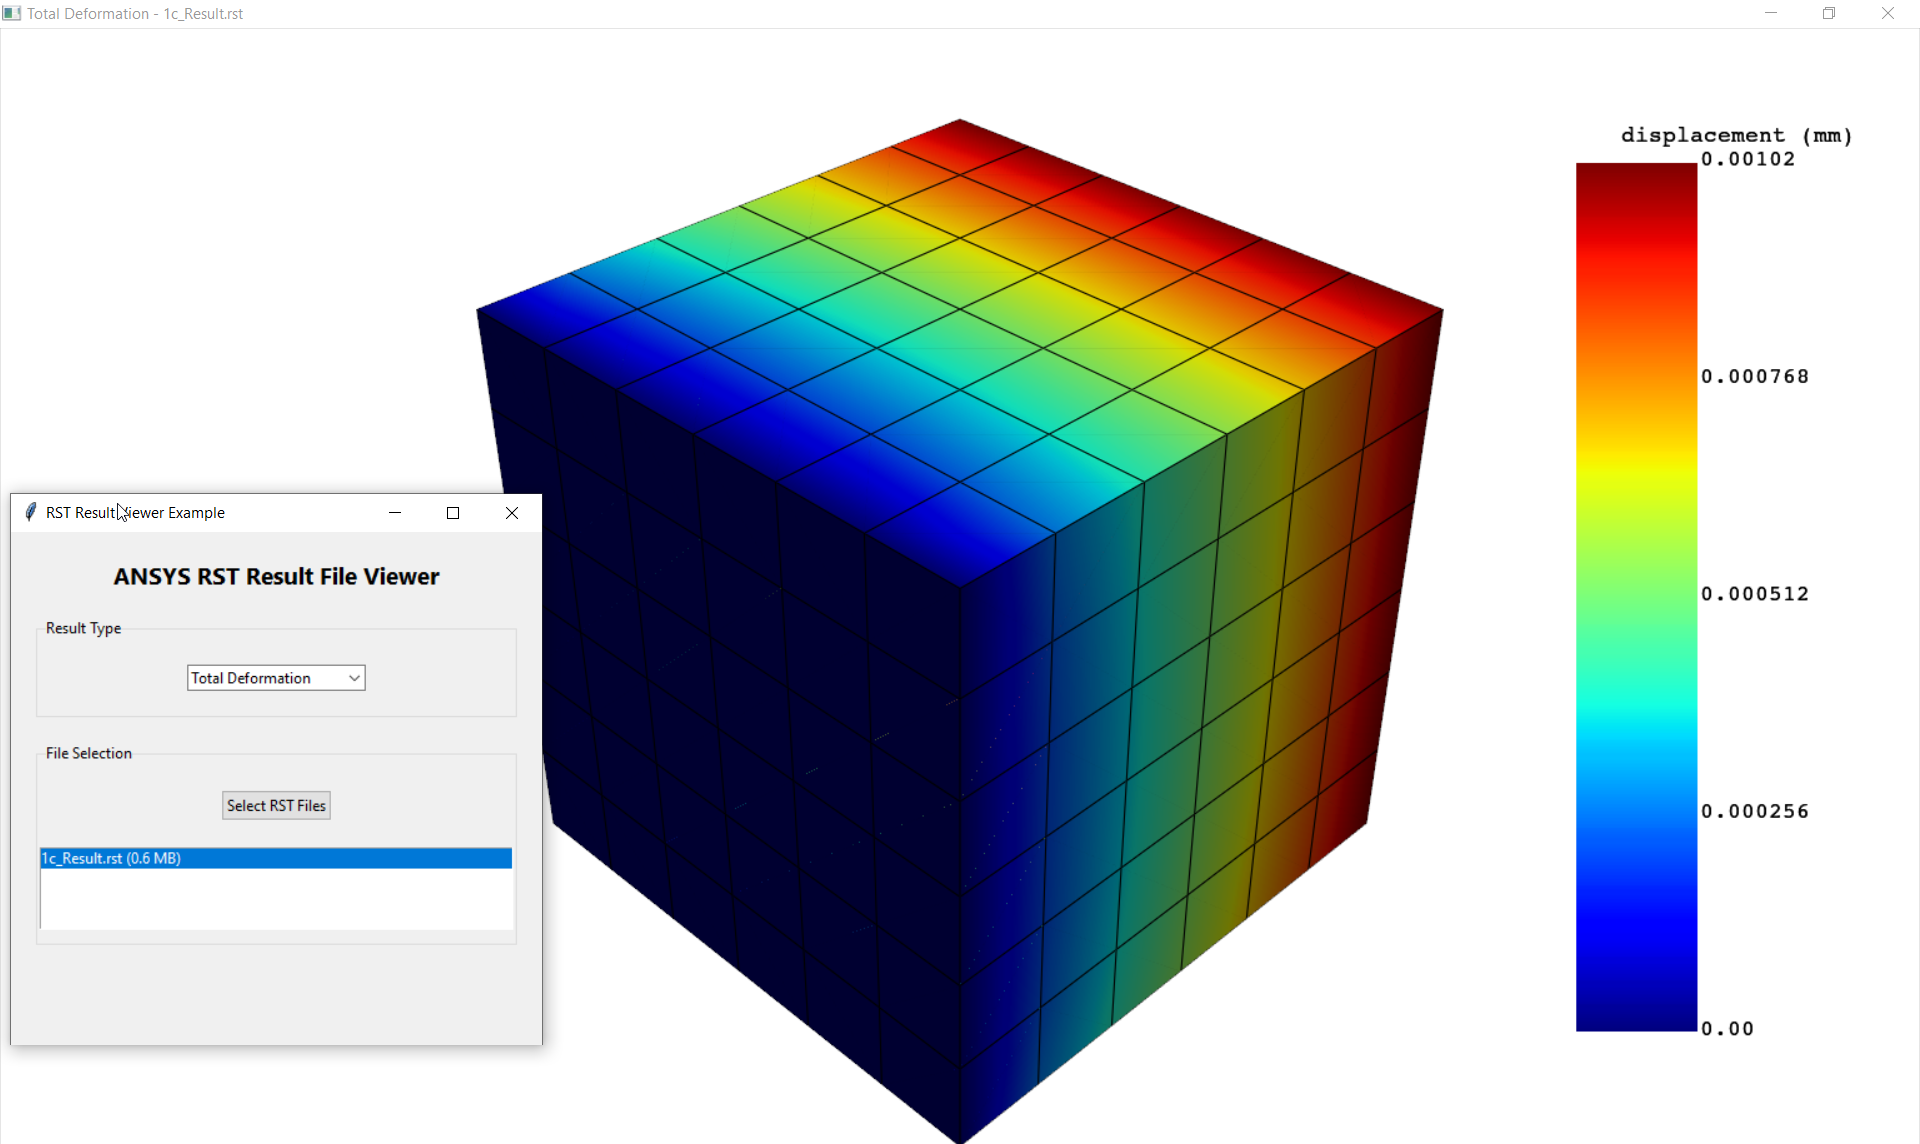 Total Deformation - 1c_Result.rst
displacement (mm)
0.00102
0.000768
0.000512
0.000256
0.00
RST Result Viewer Example
ANSYS RST Result File Viewer
Result Type
Total Deformation
File Selection
Select RST Files
1c_Result.rst (0.6 MB)